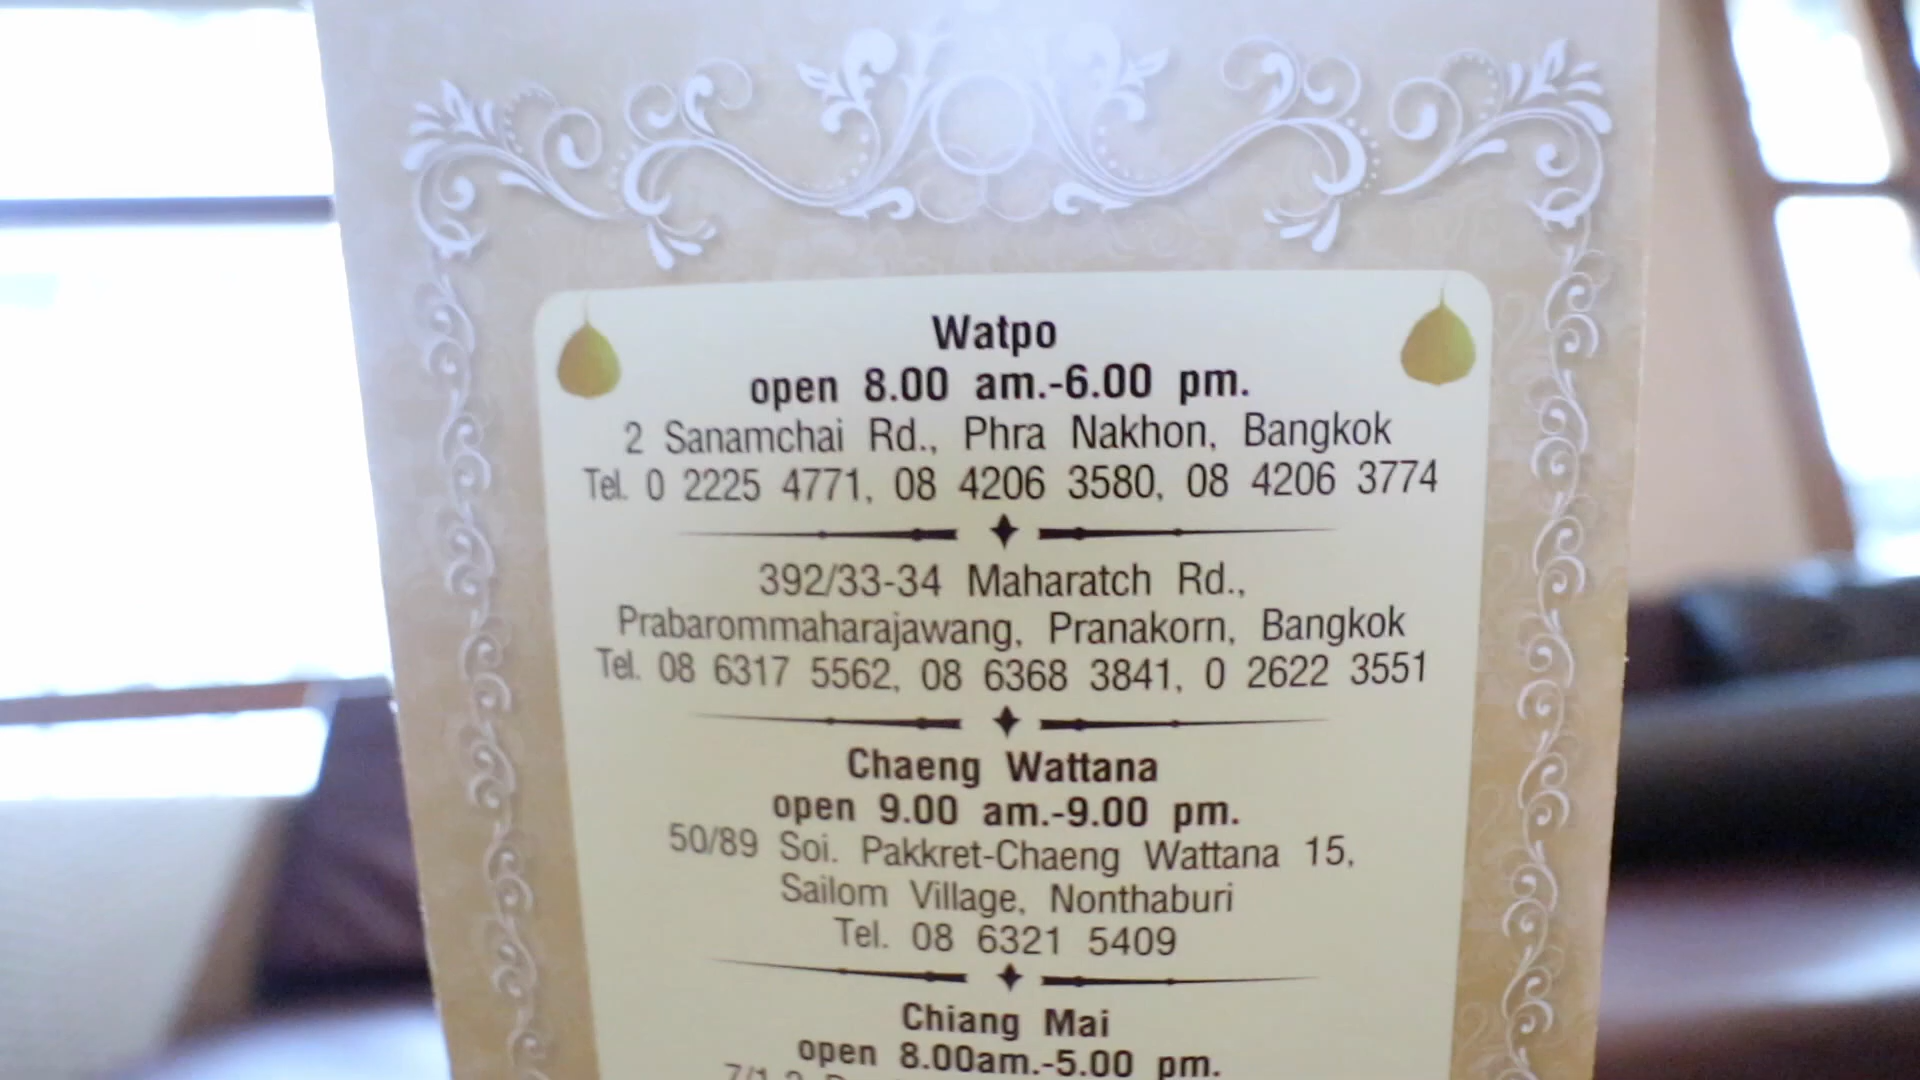 Watpo
open 8.00 am.-6.00 pm.
2 Sanamchai Rd., Phra Nakhon, Bangkok
Tel. 0 2225 4771, 08 4206 3580, 08 4206 3774
392/33-34 Maharatch Rd.,
Prabarommaharajawang, Pranakorn, Bangkok
Tel. 08 6317 5562, 08 6368 3841, 0 2622 3551
Chaeng Wattana
open 9.00 am.-9.00 pm.
50/89 Soi. Pakkret-Chaeng Wattana 15,
Sailom Village, Nonthaburi
Tel. 08 6321 5409
Chiang Mai
open 8.00am.-5.00 pm.